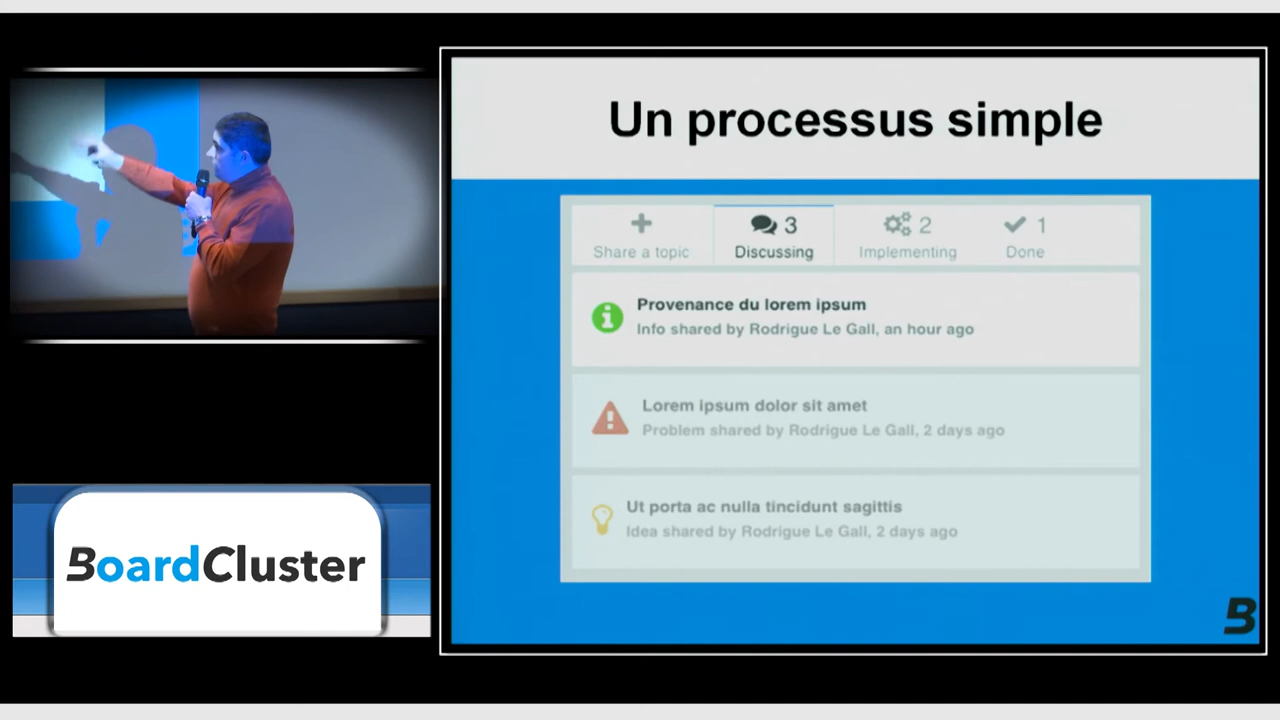 Un processus simple
3
2
1
Share a topic
Discussing
Implementing
Done
Provenance du lorem ipsum
Info shared by Rodrigue Le Gall, an hour ago
Lorem ipsum dolor sit amet
Problem shared by Rodrigue Le Gall, 2 days ago
Ut porta ac nulla tincidunt sagittis
Idea shared by Rodrigue Le Gall, 2 days ago
BoardCluster
B